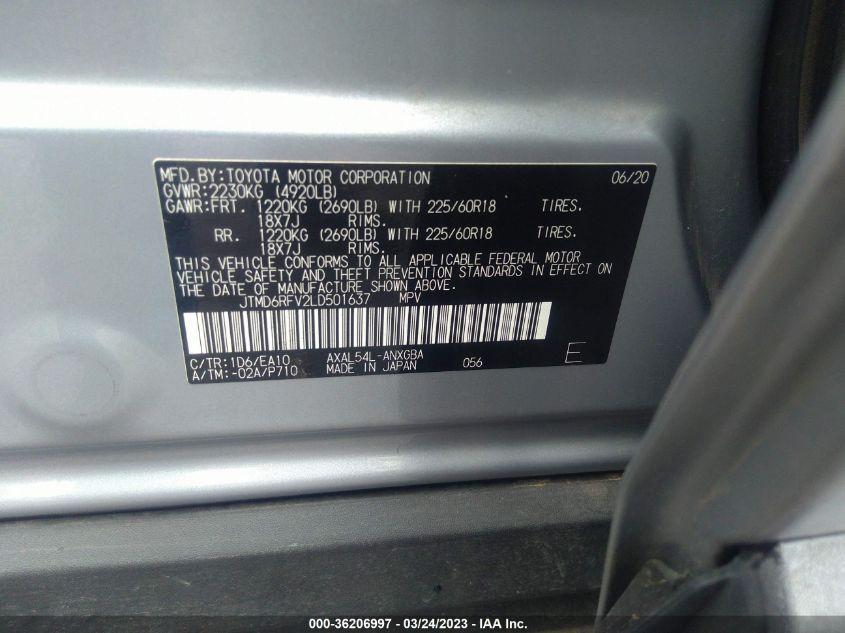 MFD.BY:TOYOTA MOTOR CORPORATION 06/20
GVWR:2230KG (4920LB)
GAWR:FRT. 1220KG (2690LB) WITH 225/60R18 TIRES.
18X7J RIMS.
RR. 1220KG (2690LB) WITH 225/60R18 TIRES.
18X7J RIMS.
THIS VEHICLE CONFORMS TO ALL APPLICABLE FEDERAL MOTOR
VEHICLE SAFETY AND THEFT PREVENTION STANDARDS IN EFFECT ON
THE DATE OF MANUFACTURE SHOWN ABOVE.
JTMD6RFV2LD501637 MPV
C/TR:1D6/EA10 AXAL54L-ANXGBA
A/TM:-02A/P710 MADE IN JAPAN 056 E
000-36206997 - 03/24/2023 - IAA Inc.